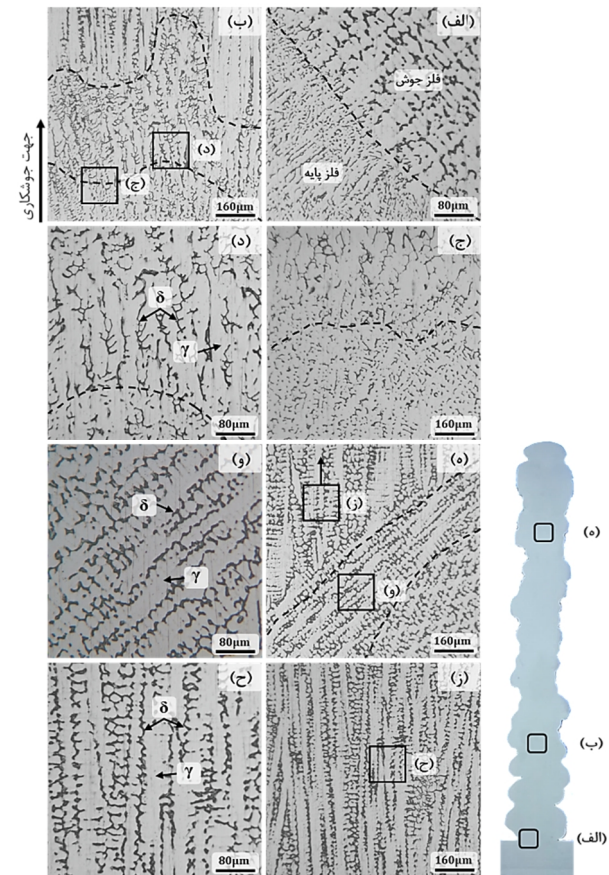 (الف)
فلز جوش
فلز پایه
80μm
(ب)
(د)
(ج)
160μm
جهت جوشکاری
(ج)
160μm
(د)
δ
γ
80μm
(ه)
(ز)
(و)
160μm
(و)
δ
γ
80μm
(ز)
(ح)
160μm
(ح)
δ
γ
80μm
(ه)
(ب)
(الف)